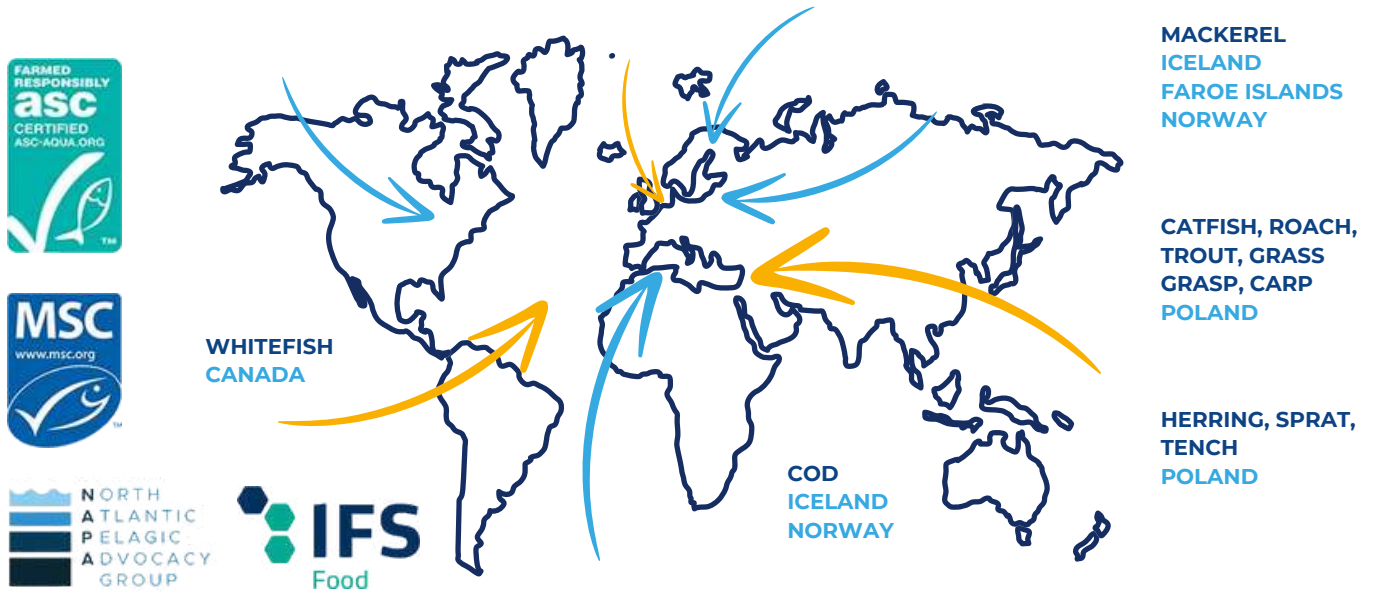 FARMED
RESPONSIBLY
asc
CERTIFIED
ASC-AQUA.ORG
TM
MSC
www.msc.org
TM
NORTH
ATLANTIC
PELAGIC
ADVOCACY
GROUP
IFS
Food
WHITEFISH
CANADA
COD
ICELAND
NORWAY
MACKEREL
ICELAND
FAROE ISLANDS
NORWAY
CATFISH, ROACH,
TROUT, GRASS
GRASP, CARP
POLAND
HERRING, SPRAT,
TENCH
POLAND